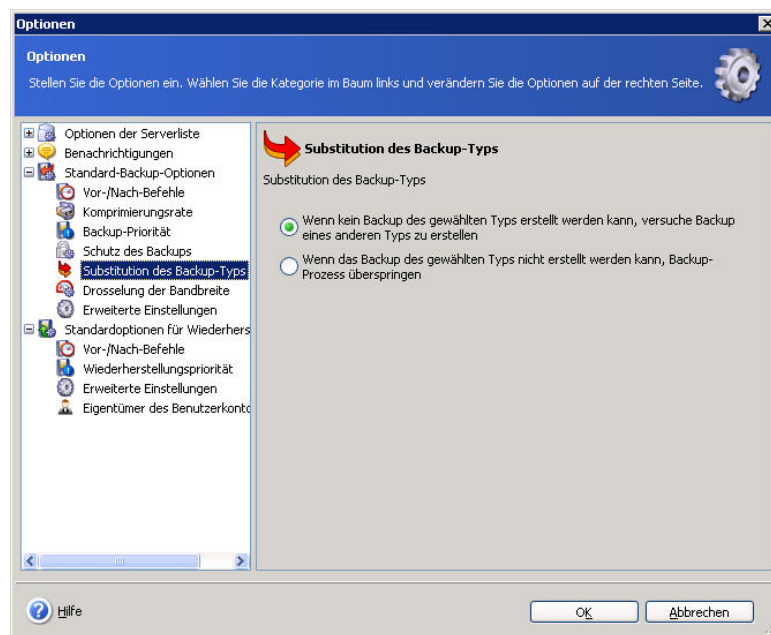 Optionen
Optionen
Stellen Sie die Optionen ein. Wählen Sie die Kategorie im Baum links und verändern Sie die Optionen auf der rechten Seite.
Optionen der Serverliste
Benachrichtigungen
Standard-Backup-Optionen
Vor-/Nach-Befehle
Komprimierungsrate
Backup-Priorität
Schutz des Backups
Substitution des Backup-Typs
Drosselung der Bandbreite
Erweiterte Einstellungen
Standardoptionen für Wiederhers
Vor-/Nach-Befehle
Wiederherstellungspriorität
Erweiterte Einstellungen
Eigentümer des Benutzerkonto
Substitution des Backup-Typs
Substitution des Backup-Typs
Wenn kein Backup des gewählten Typs erstellt werden kann, versuche Backup
eines anderen Typs zu erstellen
Wenn das Backup des gewählten Typs nicht erstellt werden kann, Backup-
Prozess überspringen
Hilfe
OK
Abbrechen